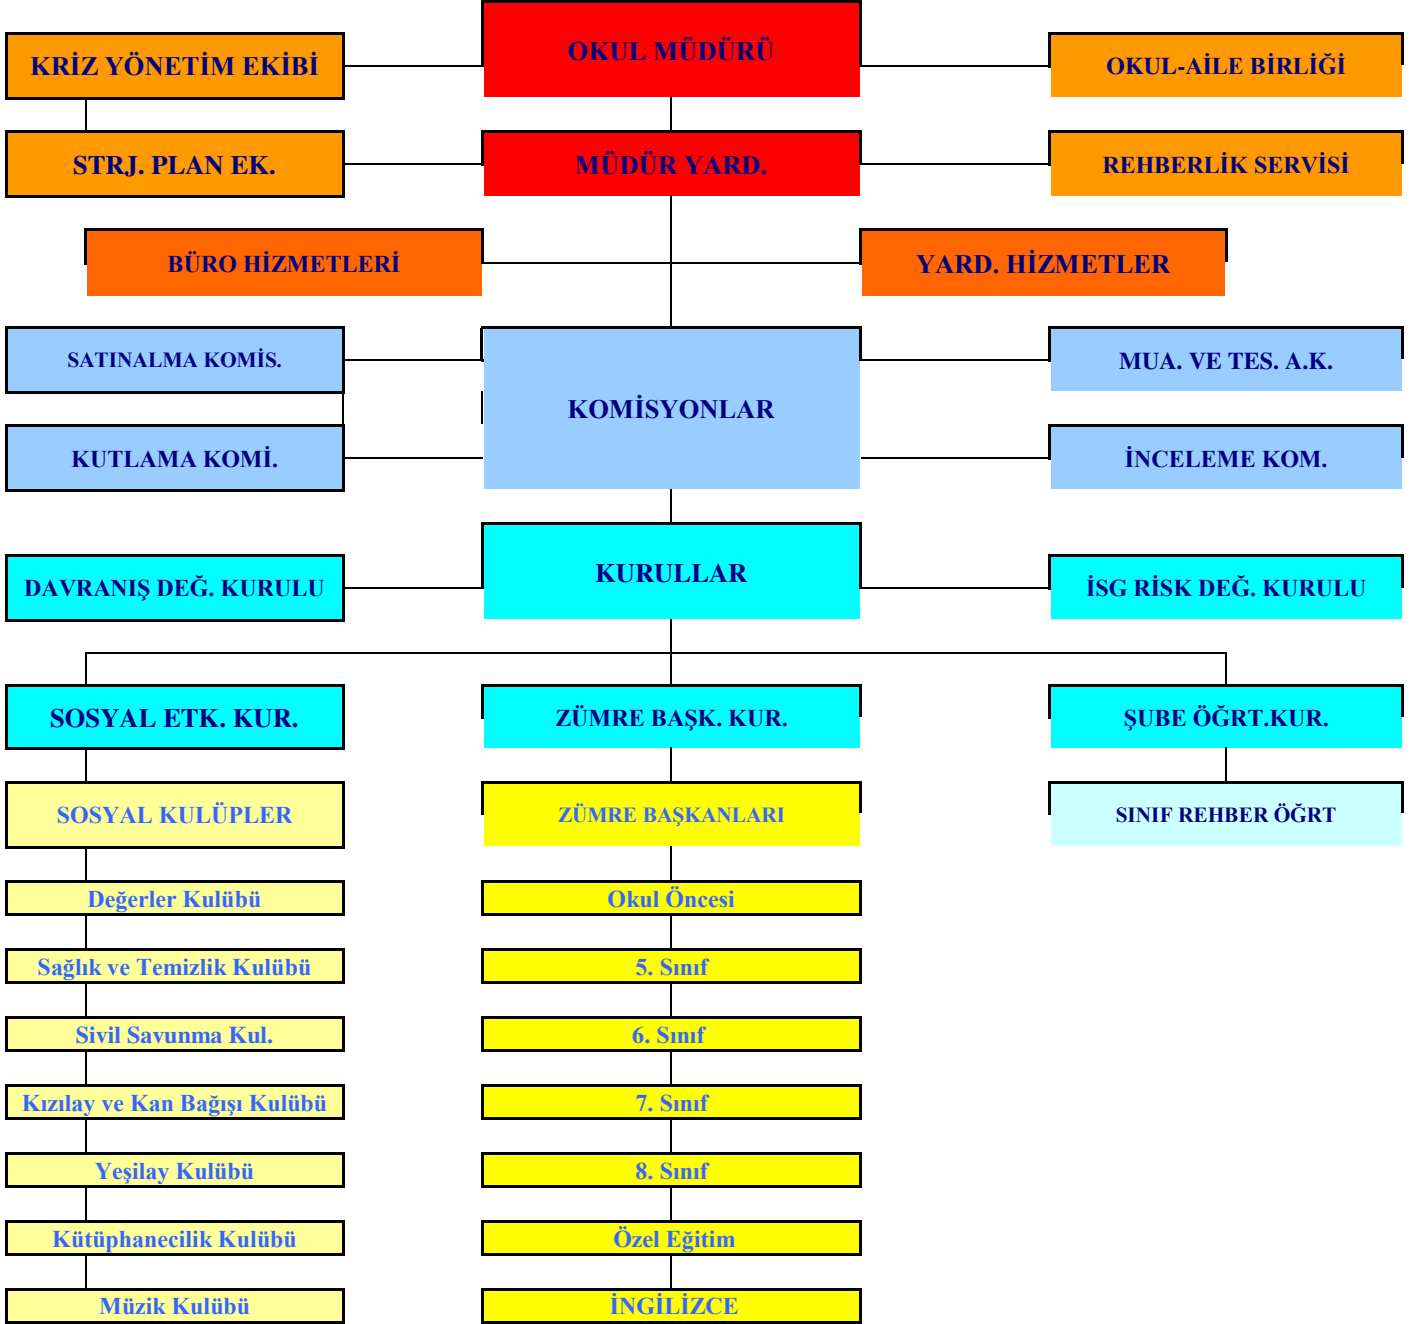 OKUL MÜDÜRÜ
KRİZ YÖNETİM EKİBİ
OKUL-AİLE BİRLİĞİ
STRJ. PLAN EK.
MÜDÜR YARD.
REHBERLİK SERVİSİ
BÜRO HİZMETLERİ
YARD. HİZMETLER
SATINALMA KOMİS.
MUA. VE TES. A.K.
KOMİSYONLAR
KUTLAMA KOMİ.
İNCELEME KOM.
KURULLAR
DAVRANIŞ DEĞ. KURULU
İSG RİSK DEĞ. KURULU
SOSYAL ETK. KUR.
ZÜMRE BAŞK. KUR.
ŞUBE ÖĞRT.KUR.
SOSYAL KULÜPLER
ZÜMRE BAŞKANLARI
SINIF REHBER ÖĞRT
Değerler Kulübü
Okul Öncesi
Sağlık ve Temizlik Kulübü
5. Sınıf
Sivil Savunma Kul.
6. Sınıf
Kızılay ve Kan Bağışı Kulübü
7. Sınıf
Yeşilay Kulübü
8. Sınıf
Kütüphanecilik Kulübü
Özel Eğitim
Müzik Kulübü
İNGİLİZCE